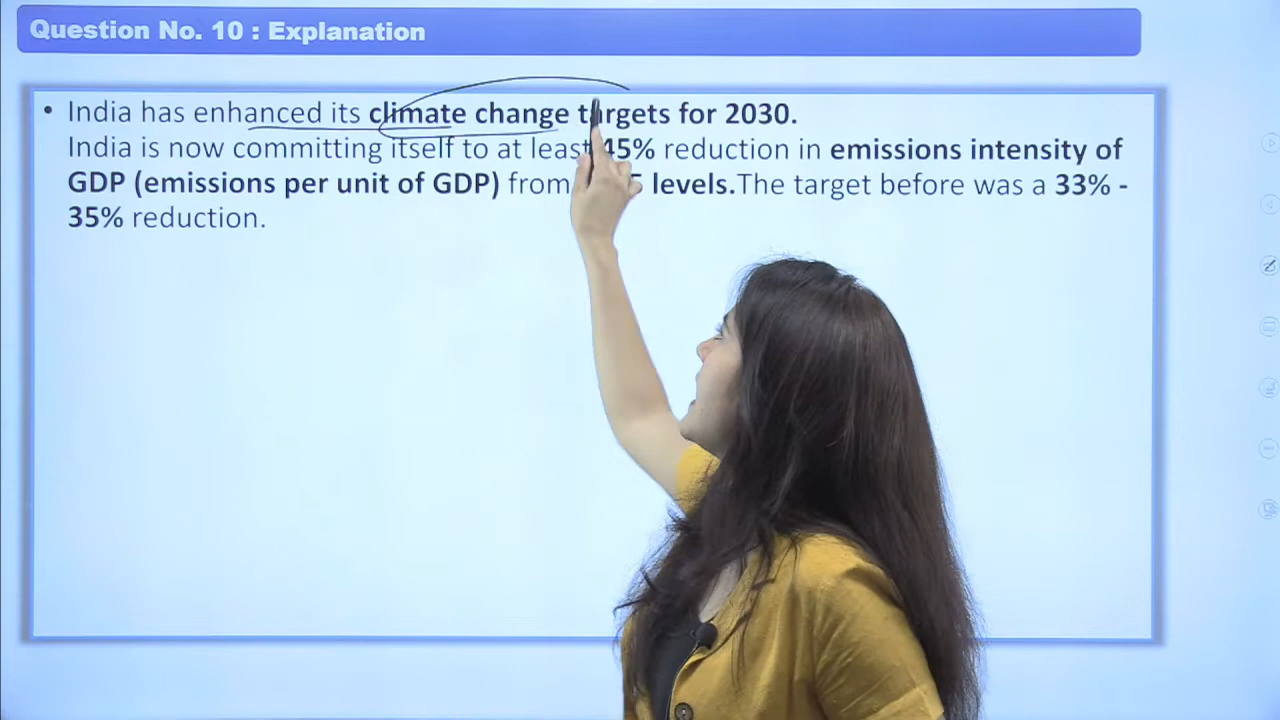 Question No. 10 : Explanation
• India has enhanced its climate change targets for 2030.
India is now committing itself to at least 45% reduction in emissions intensity of
GDP (emissions per unit of GDP) from levels.The target before was a 33% -
35% reduction.